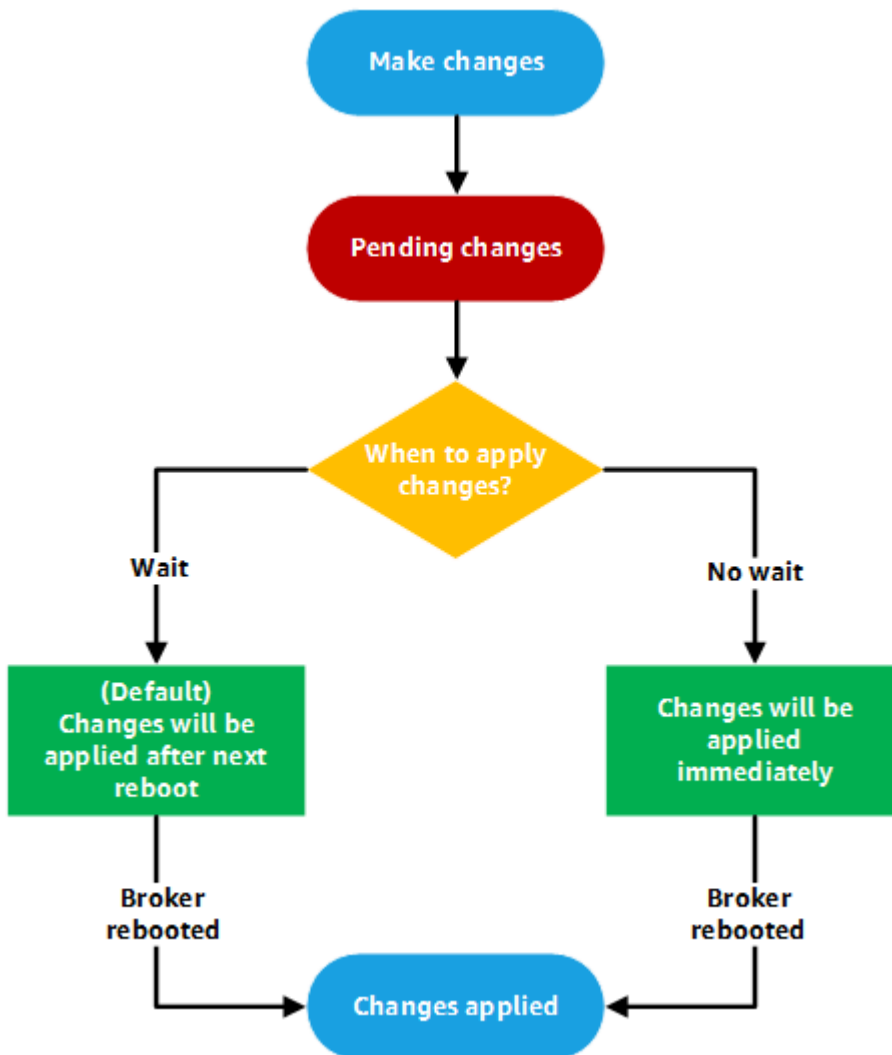 Make changes
Pending changes
When to apply
changes?
Wait
No wait
(Default)
Changes will be
applied after next
reboot
Changes will be
applied
immediately
Broker
rebooted
Broker
rebooted
Changes applied